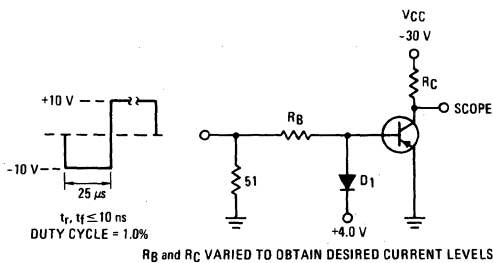 VCC
-30 V
RC
SCOPE
+10 V
RB
-10 V
25 μs
51
D1
+4.0 V
tr, tf ≤ 10 ns
DUTY CYCLE = 1.0%
RB and RC VARIED TO OBTAIN DESIRED CURRENT LEVELS